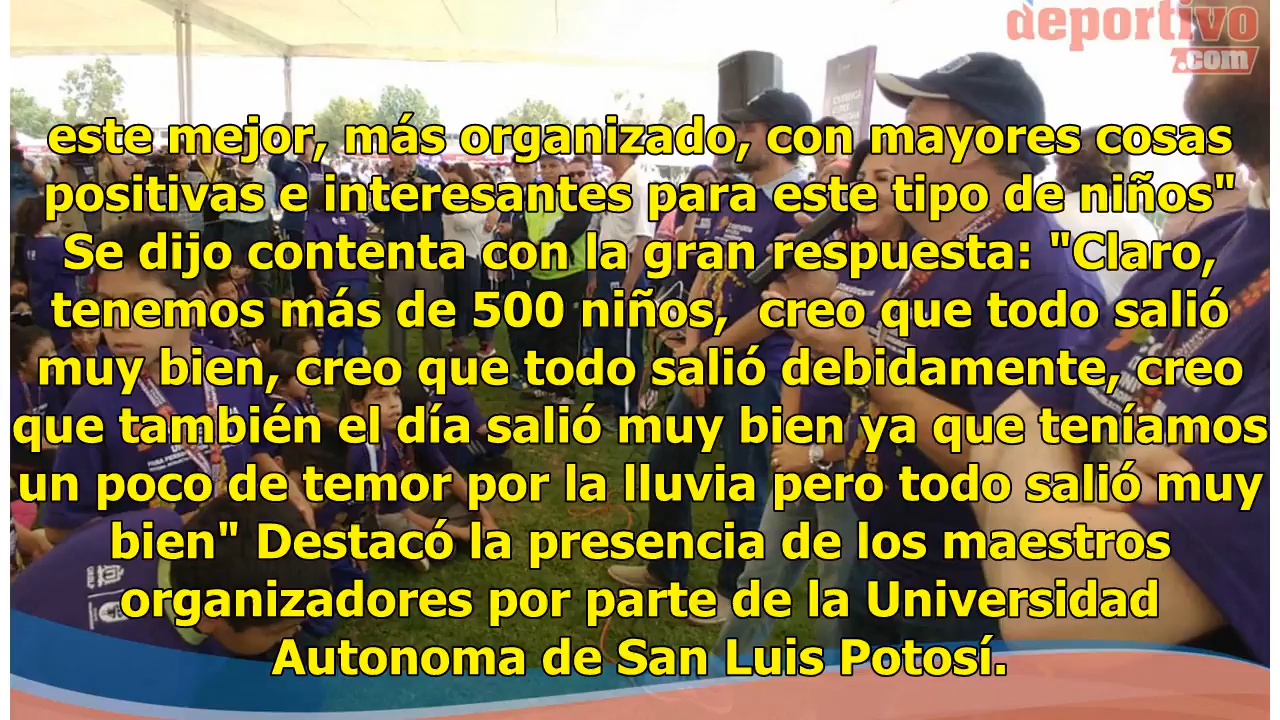 deportivo
7.com
este mejor, más organizado, con mayores cosas
positivas e interesantes para este tipo de niños"
Se dijo contenta con la gran respuesta: "Claro,
tenemos más de 500 niños,  creo que todo salió
muy bien, creo que todo salió debidamente, creo
que también el día salió muy bien ya que teníamos
un poco de temor por la lluvia pero todo salió muy
bien" Destacó la presencia de los maestros
organizadores por parte de la Universidad
Autonoma de San Luis Potosí.